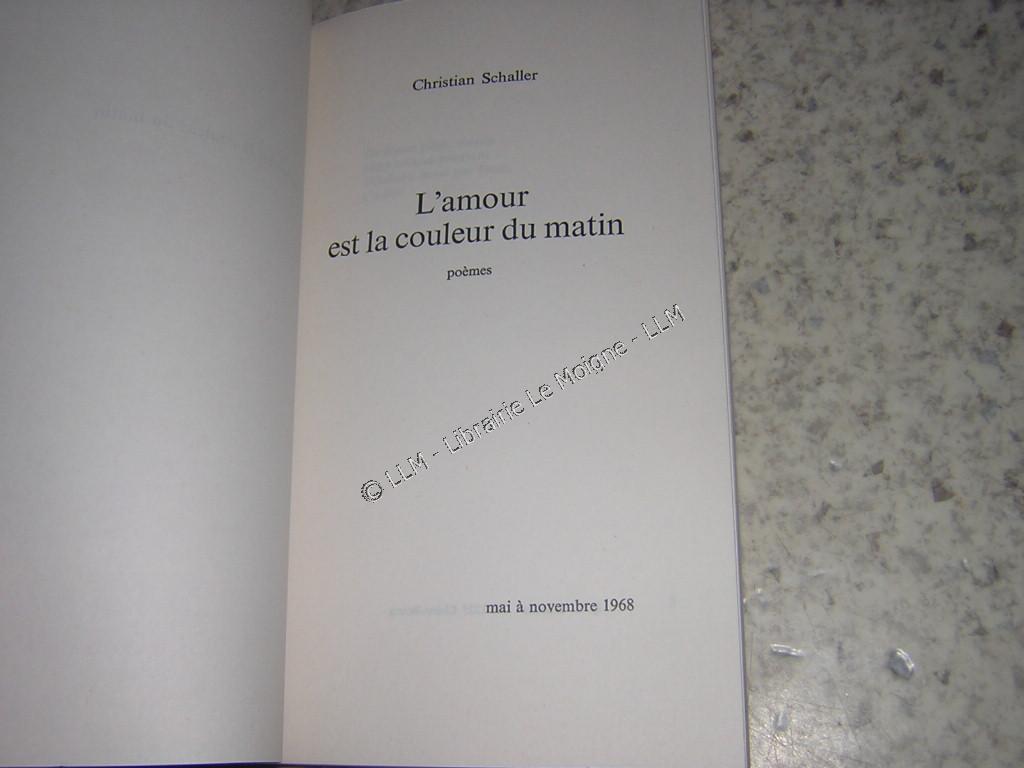 Christian Schaller
L'amour
est la couleur du matin
poèmes
© LLM - Librairie Le Moigne - LLM
mai à novembre 1968